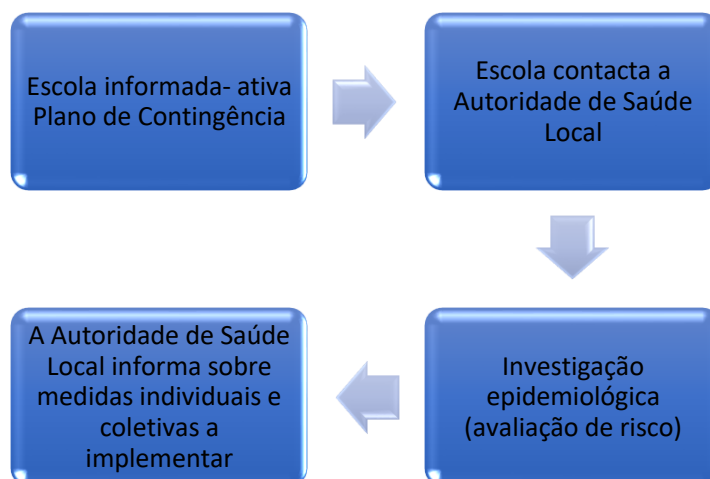 Escola informada- ativa
Plano de Contingência
Escola contacta a
Autoridade de Saúde
Local
Investigação
epidemiológica
(avaliação de risco)
A Autoridade de Saúde
Local informa sobre
medidas individuais e
coletivas a
implementar